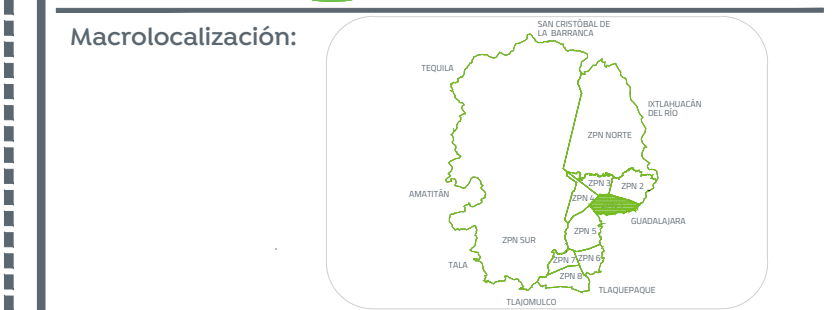 Macrolocalización:
SAN CRISTÓBAL DE
LA BARRANCA
TEQUILA
IXTLAHUACÁN
DEL RÍO
ZPN NORTE
ZPN 3
ZPN 2
AMATITÁN
ZPN 4
GUADALAJARA
ZPN 5
ZPN SUR
ZPN 7
ZPN 6
TALA
ZPN 8
TLAQUEPAQUE
TLAJOMULCO